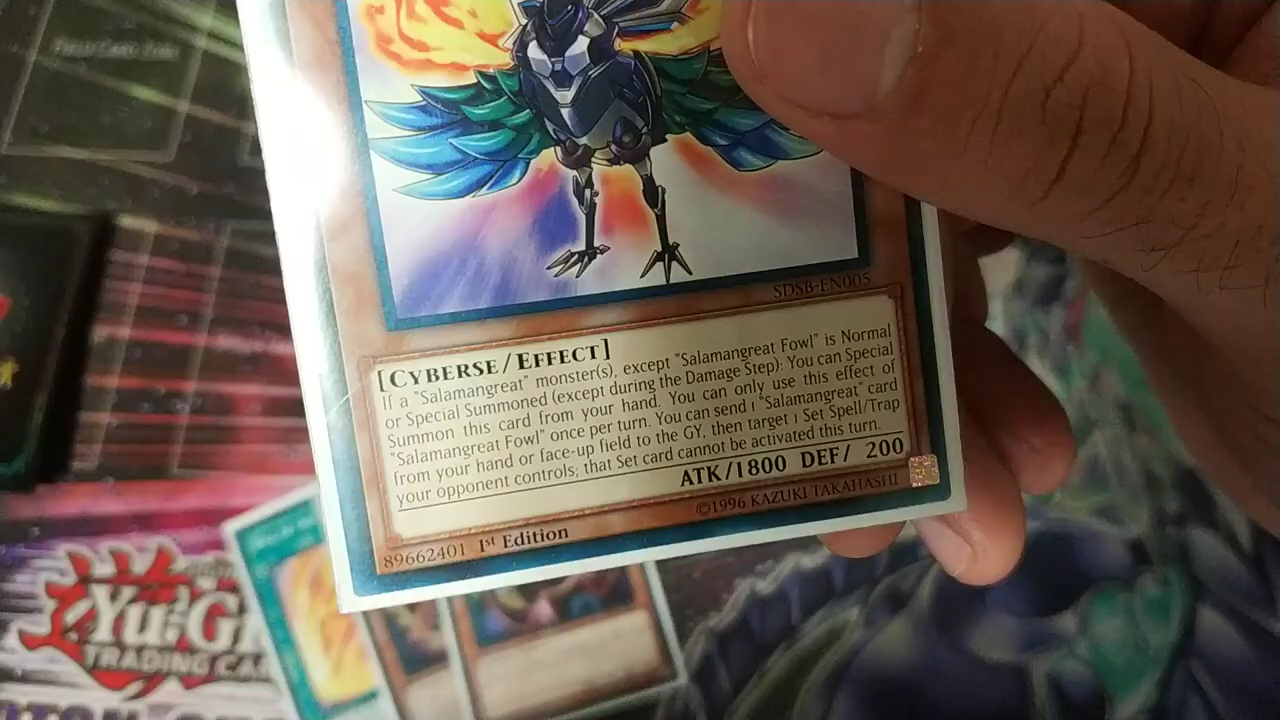 FIELD CARD ZONE
SDSB-EN005
[CYBERSE/EFFECT]
If a "Salamangreat" monster(s), except "Salamangreat Fowl" is Normal
or Special Summoned (except during the Damage Step): You can Special
Summon this card from your hand. You can only use this effect of
"Salamangreat Fowl" once per turn. You can send 1 "Salamangreat" card
from your hand or face-up field to the GY, then target 1 Set Spell/Trap
your opponent controls; that Set card cannot be activated this turn.
ATK/1800 DEF/ 200
©1996 KAZUKI TAKAHASHI
89662401 1st Edition
Yu-G
TRADING CA